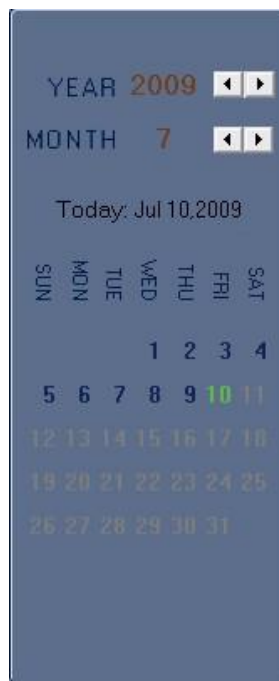 YEAR 2009
MONTH 7
Today: Jul 10,2009
SUN MON TUE WED THU FRI SAT
1 2 3 4
5 6 7 8 9 10 11
12 13 14 15 16 17 18
19 20 21 22 23 24 25
26 27 28 29 30 31